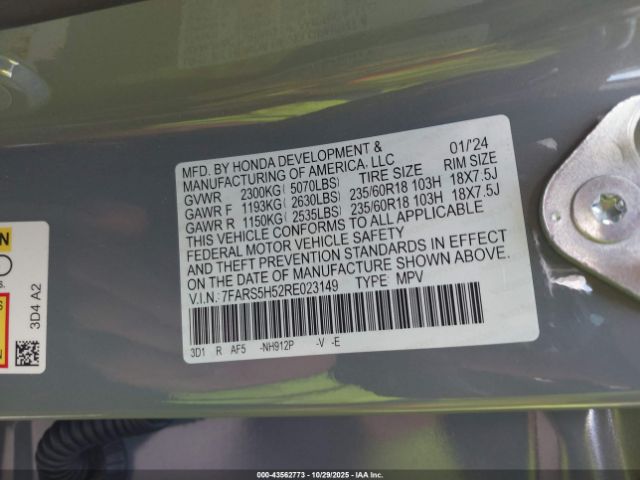 MFD. BY HONDA DEVELOPMENT & 01/'24
MANUFACTURING OF AMERICA, LLC
GVWR 2300KG( 5070LBS) TIRE SIZE RIM SIZE
GAWR F 1193KG( 2630LBS) 235/60R18 103H 18X7.5J
GAWR R 1150KG( 2535LBS) 235/60R18 103H 18X7.5J
THIS VEHICLE CONFORMS TO ALL APPLICABLE
FEDERAL MOTOR VEHICLE SAFETY
AND THEFT PREVENTION STANDARDS IN EFFECT
ON THE DATE OF MANUFACTURE SHOWN ABOVE.
V.I.N. 7FARS5H52RE023149 TYPE: MPV
3D1 R AF5 -NH912P -V -E
3D4 A2
000-43562773 - 10/29/2025 - IAAI, Inc.